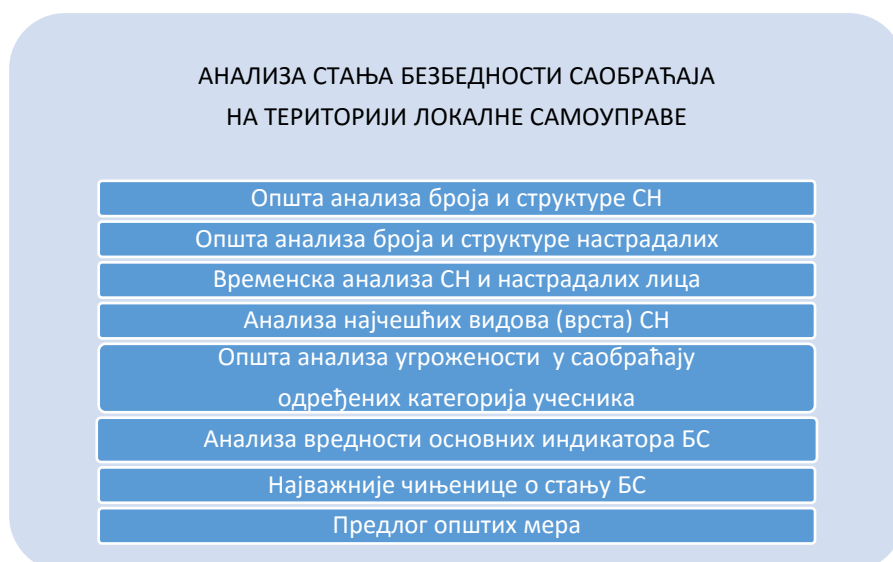 АНАЛИЗА СТАЊА БЕЗБЕДНОСТИ САОБРАЋАЈА
НА ТЕРИТОРИЈИ ЛОКАЛНЕ САМОУПРАВЕ
Општа анализа броја и структуре СН
Општа анализа броја и структуре настрадалих
Временска анализа СН и настрадалих лица
Анализа најчешћих видова (врста) СН
Општа анализа угрожености у саобраћају
одређених категорија учесника
Анализа вредности основних индикатора БС
Најважније чињенице о стању БС
Предлог општих мера